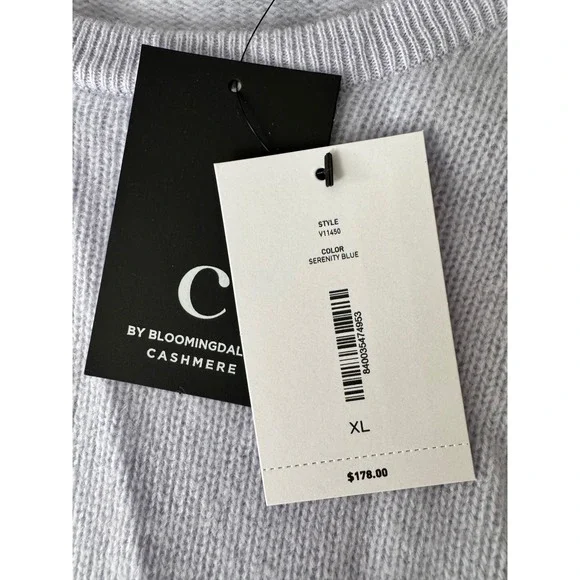 C
BY BLOOMINGDAL
CASHMERE
STYLE
V11450
COLOR
SERENITY BLUE
840035474953
XL
$178.00